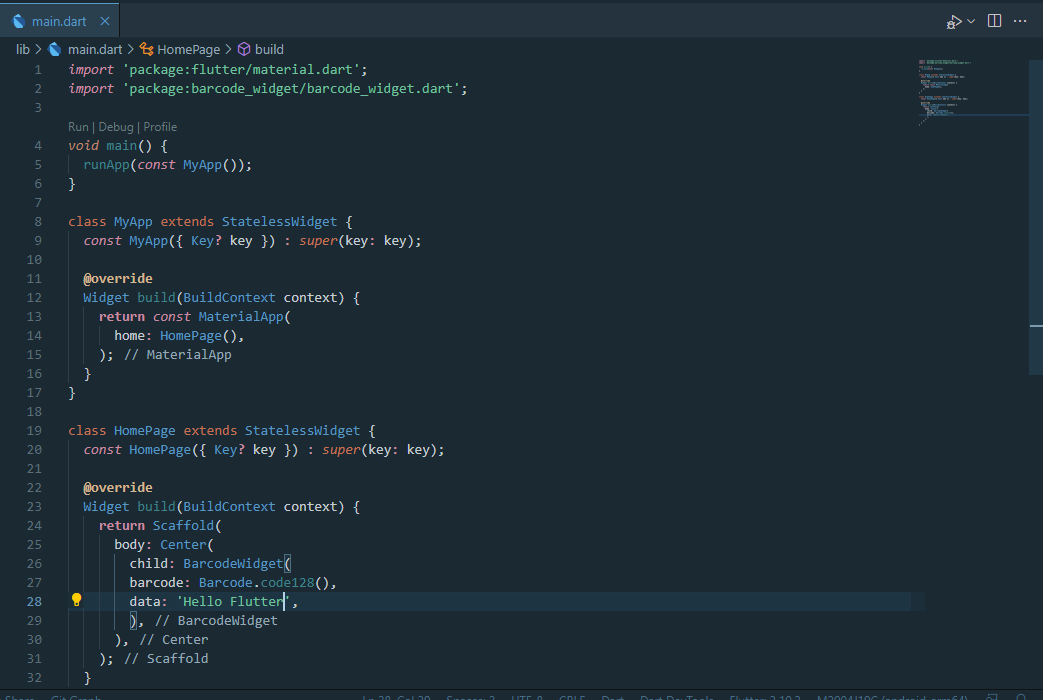 main.dart
lib > main.dart > HomePage > build
1 import 'package:flutter/material.dart';
2 import 'package:barcode_widget/barcode_widget.dart';
3
Run | Debug | Profile
4 void main() {
5   runApp(const MyApp());
6 }
7
8 class MyApp extends StatelessWidget {
9   const MyApp({ Key? key }) : super(key: key);
10
11   @override
12   Widget build(BuildContext context) {
13     return const MaterialApp(
14       home: HomePage(),
15     ); // MaterialApp
16   }
17 }
18
19 class HomePage extends StatelessWidget {
20   const HomePage({ Key? key }) : super(key: key);
21
22   @override
23   Widget build(BuildContext context) {
24     return Scaffold(
25       body: Center(
26         child: BarcodeWidget(
27         barcode: Barcode.code128(),
28         data: 'Hello Flutter',
29         ), // BarcodeWidget
30       ), // Center
31     ); // Scaffold
32   }